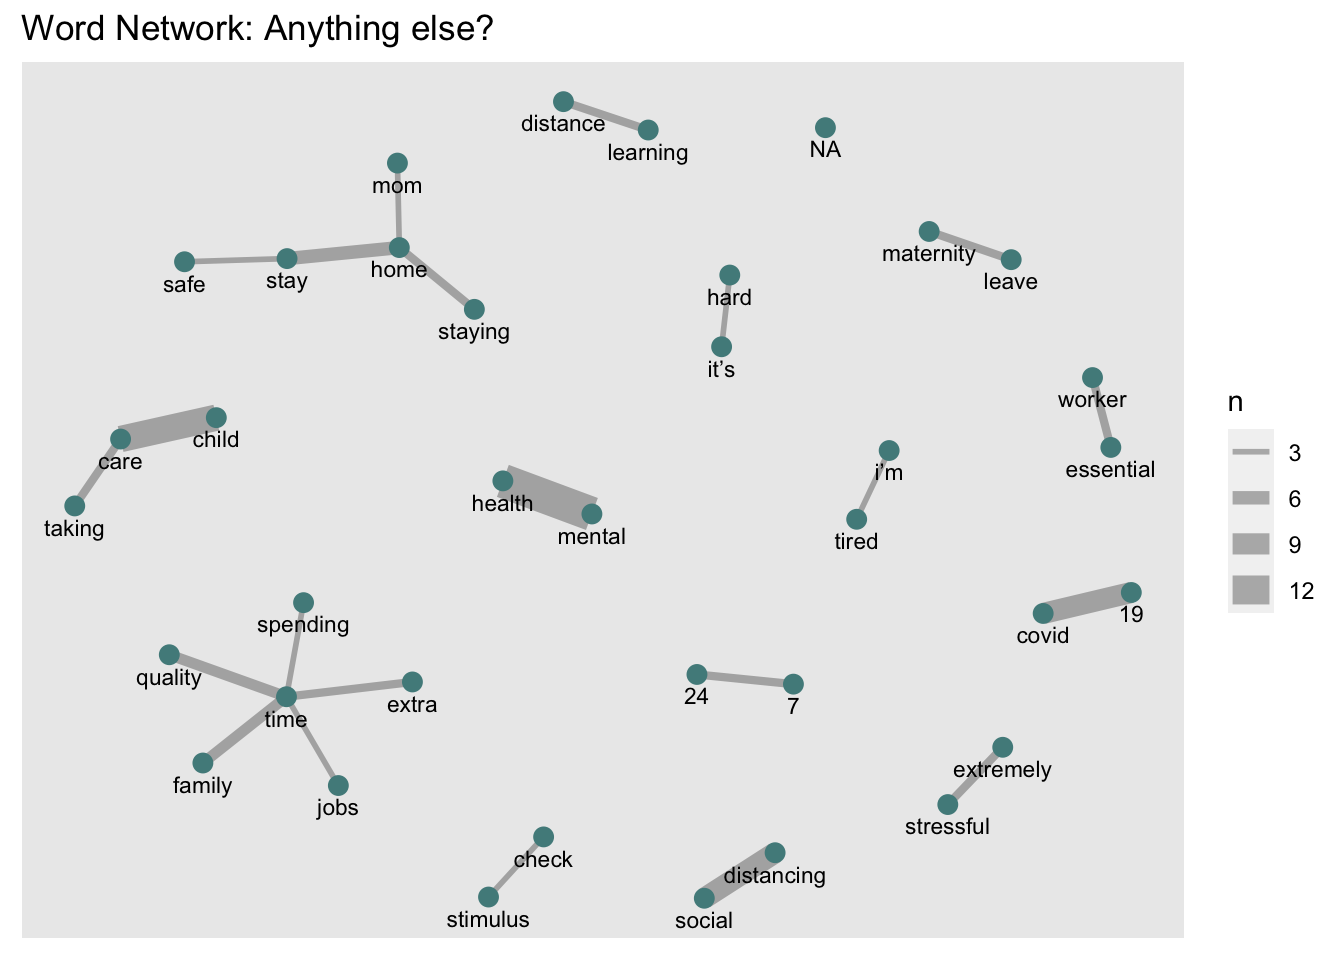 Word Network: Anything else?
distance
learning
NA
mom
maternity
leave
safe
stay
home
hard
staying
it’s
worker
n
child
care
3
i’m
essential
6
health
taking
mental
tired
9
12
spending
19
covid
quality
24
7
extra
time
extremely
family
jobs
stressful
check
distancing
stimulus
social